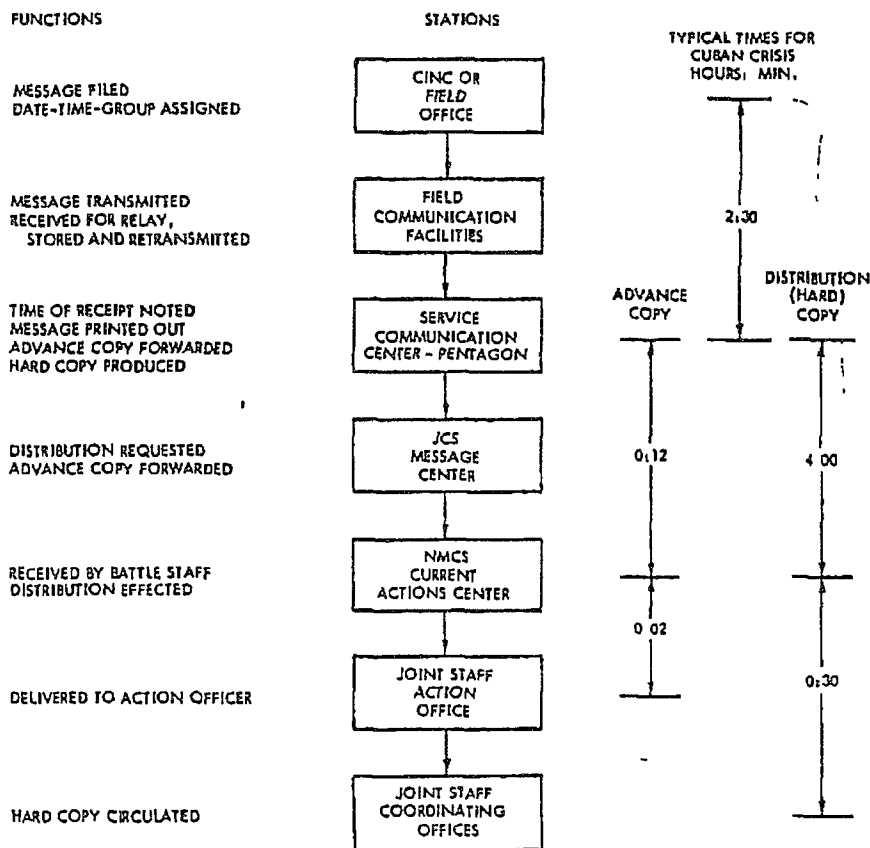 FUNCTIONS
STATIONS
TYPICAL TIMES FOR
CUBAN CRISIS
HOURS: MIN.
MESSAGE FILED
DATE-TIME-GROUP ASSIGNED
CINC OR
FIELD
OFFICE
MESSAGE TRANSMITTED
RECEIVED FOR RELAY,
STORED AND RETRANSMITTED
FIELD
COMMUNICATION
FACILITIES
2:30
ADVANCE
COPY
DISTRIBUTION
(HARD)
COPY
TIME OF RECEIPT NOTED
MESSAGE PRINTED OUT
ADVANCE COPY FORWARDED
HARD COPY PRODUCED
SERVICE
COMMUNICATION
CENTER - PENTAGON
DISTRIBUTION REQUESTED
ADVANCE COPY FORWARDED
JCS
MESSAGE
CENTER
0:12
4 00
RECEIVED BY BATTLE STAFF
DISTRIBUTION EFFECTED
NMCS
CURRENT
ACTIONS CENTER
0 02
DELIVERED TO ACTION OFFICER
JOINT STAFF
ACTION
OFFICE
0:30
HARD COPY CIRCULATED
JOINT STAFF
COORDINATING
OFFICES